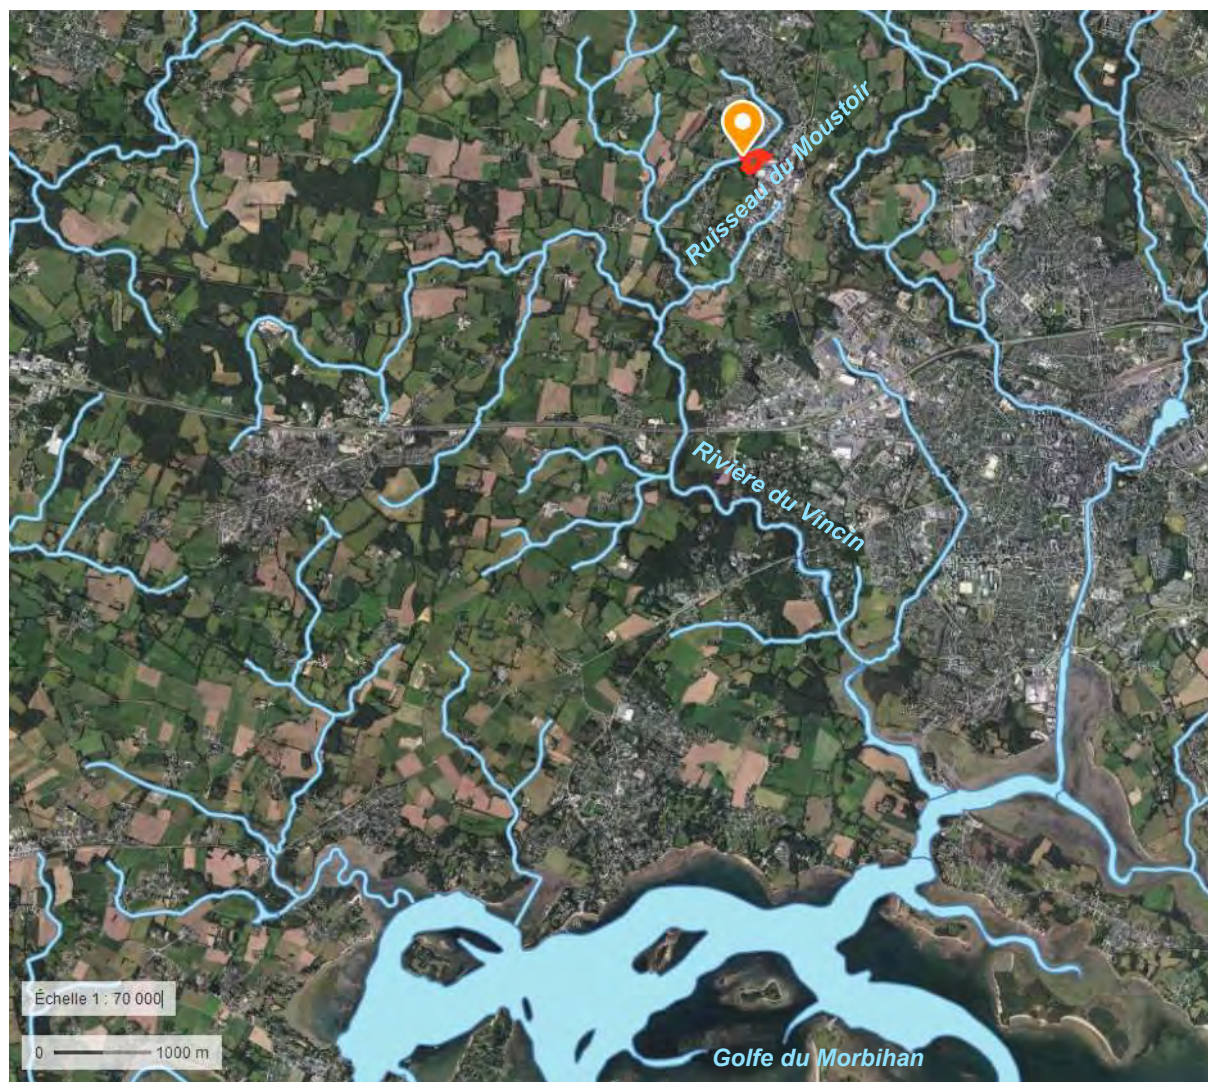 Ruisseau du Moustoir
Rivière du Vincin
Échelle 1 : 70 000
0 1000 m
Golfe du Morbihan